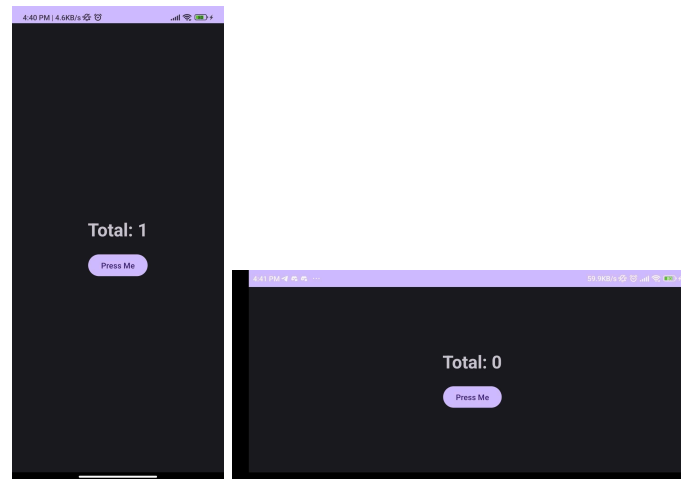 4:40 PM | 4.6KB/s
Total: 1
Press Me
4:41 PM
59.9KB/s
Total: 0
Press Me